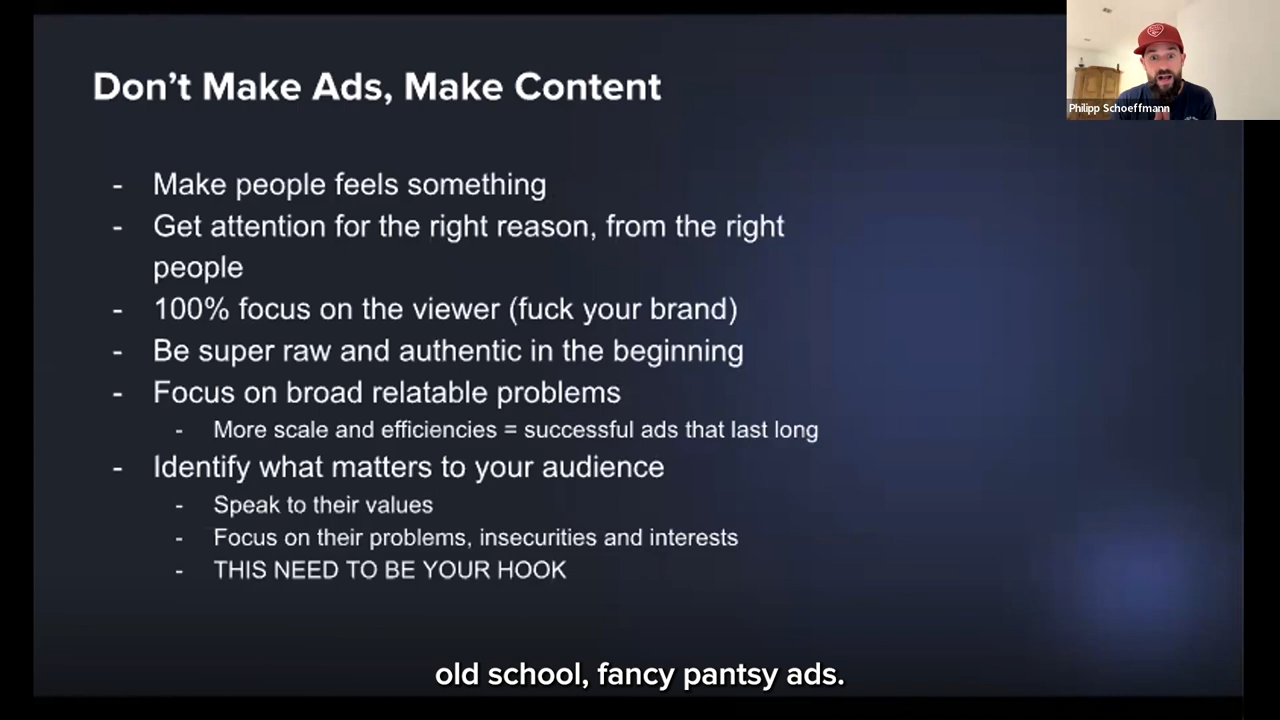 Don't Make Ads, Make Content
Philipp Schoeffmann
- Make people feels something
- Get attention for the right reason, from the right
people
- 100% focus on the viewer (fuck your brand)
- Be super raw and authentic in the beginning
- Focus on broad relatable problems
- More scale and efficiencies = successful ads that last long
- Identify what matters to your audience
- Speak to their values
- Focus on their problems, insecurities and interests
- THIS NEED TO BE YOUR HOOK
old school, fancy pantsy ads.